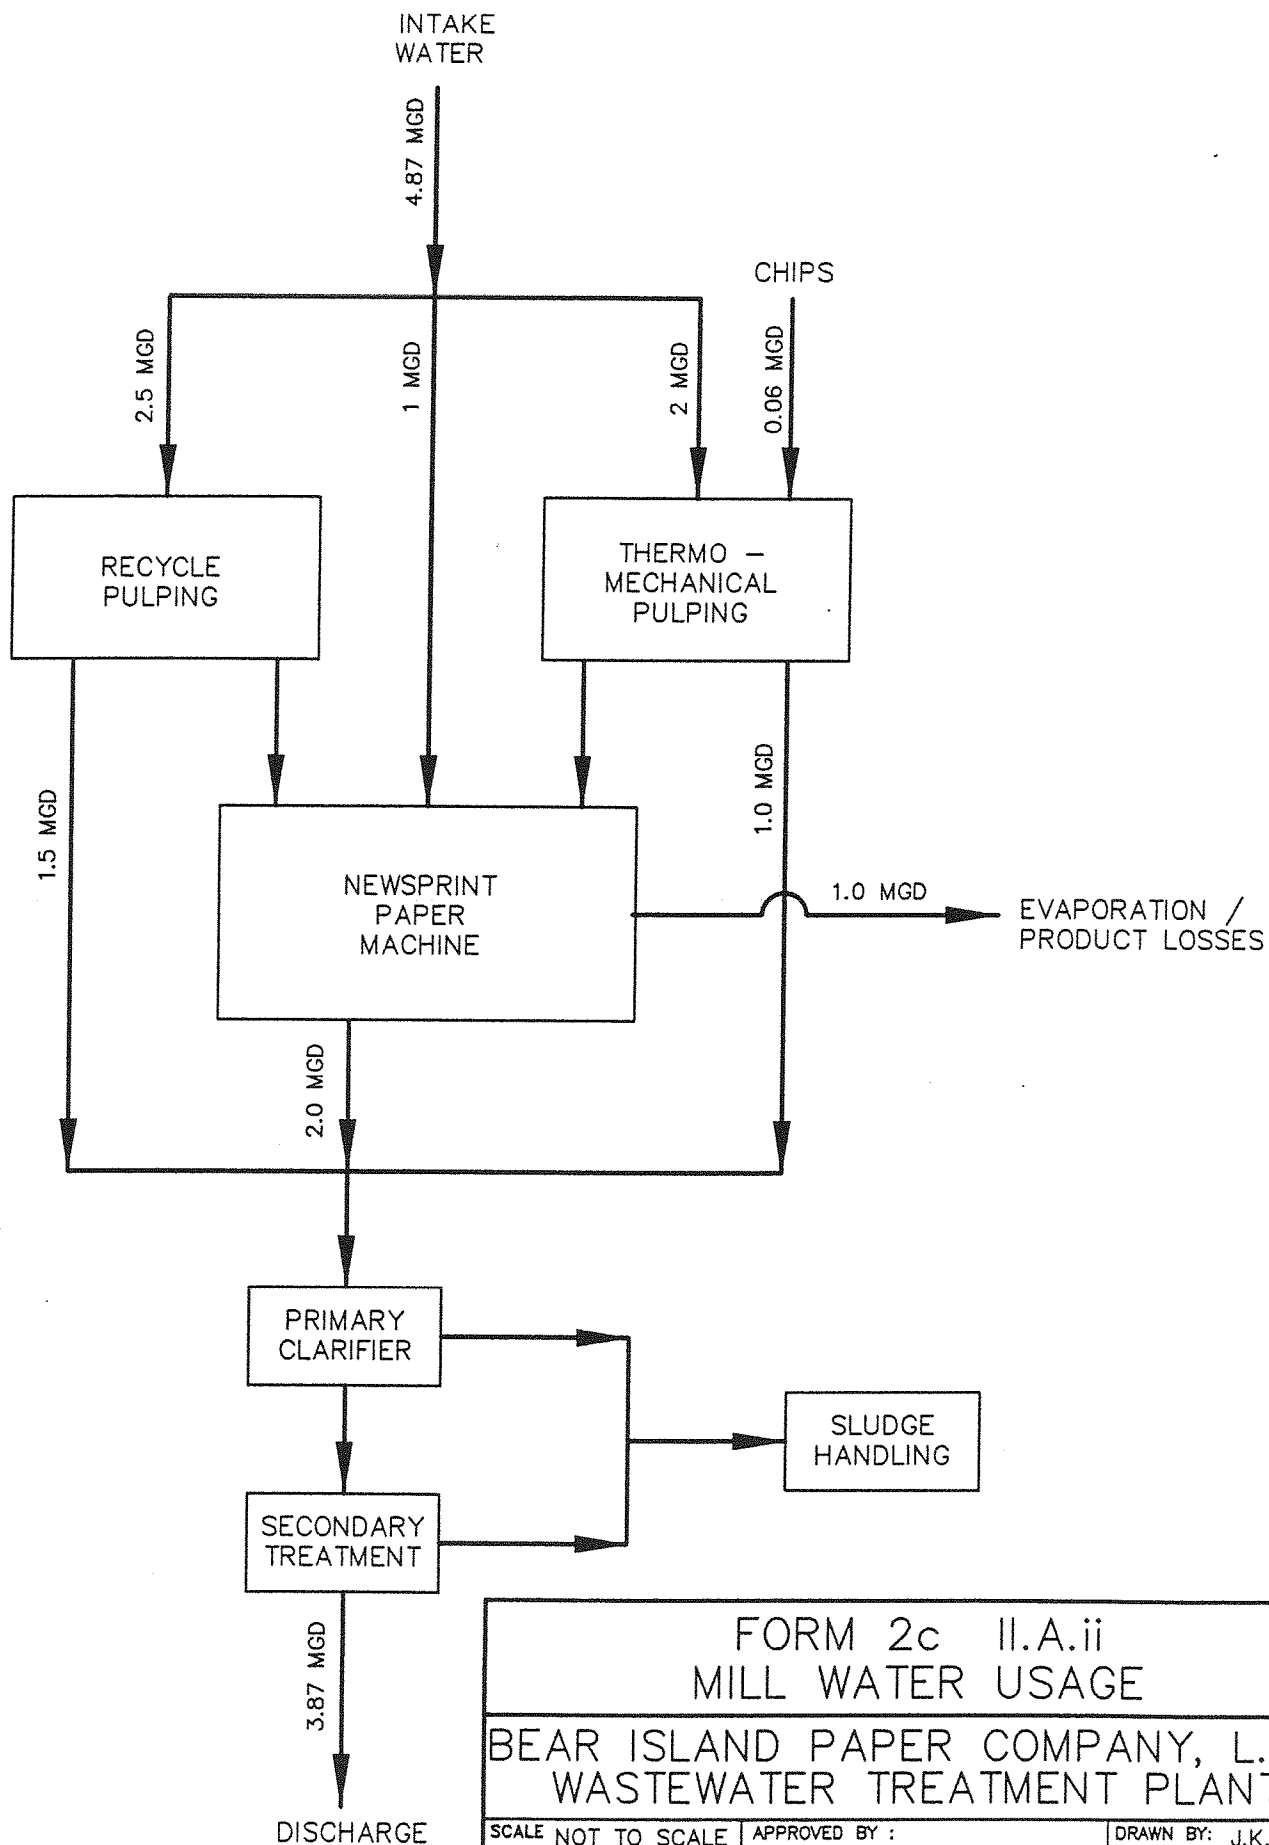 INTAKE
WATER
4.87 MGD
CHIPS
2.5 MGD
1 MGD
2 MGD
0.06 MGD
RECYCLE
PULPING
THERMO –
MECHANICAL
PULPING
1.5 MGD
1.0 MGD
NEWSPRINT
PAPER
MACHINE
1.0 MGD
EVAPORATION /
PRODUCT LOSSES
2.0 MGD
PRIMARY
CLARIFIER
SLUDGE
HANDLING
SECONDARY
TREATMENT
3.87 MGD
DISCHARGE
FORM 2c II.A.ii
MILL WATER USAGE
BEAR ISLAND PAPER COMPANY, L.
WASTEWATER TREATMENT PLANT
SCALE NOT TO SCALE APPROVED BY : DRAWN BY: J.K.